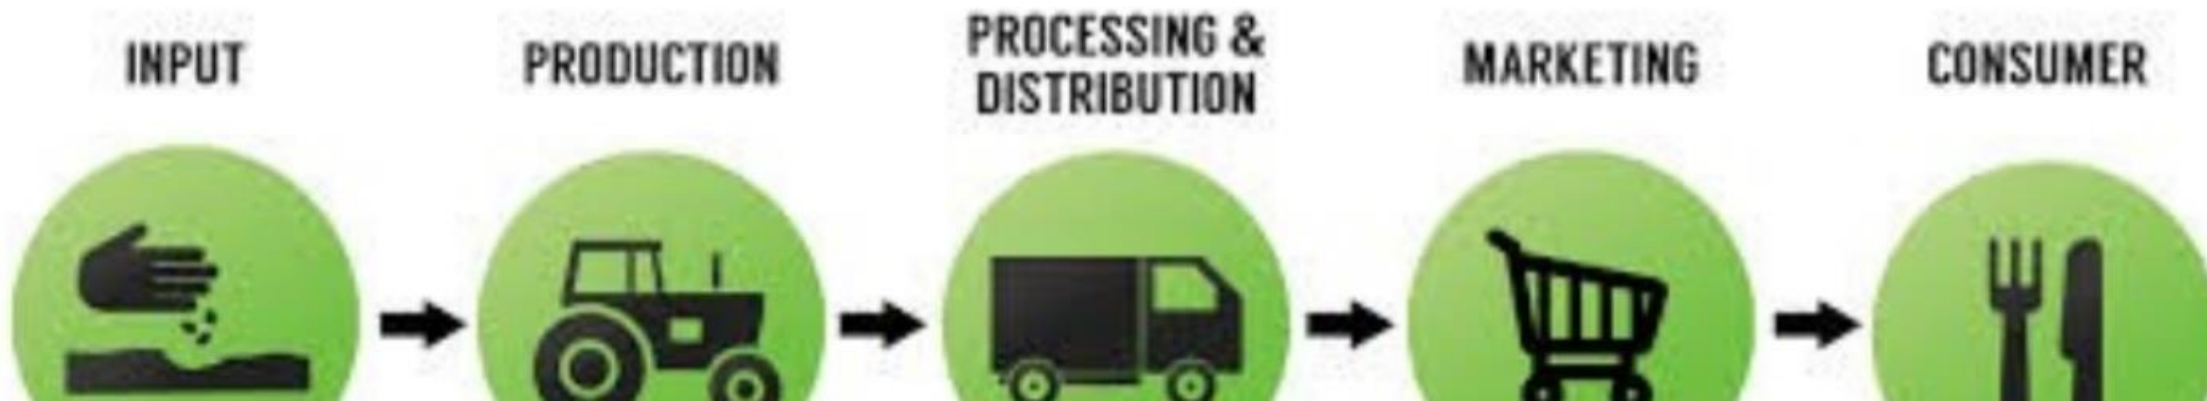 INPUT
PRODUCTION
PROCESSING &
DISTRIBUTION
MARKETING
CONSUMER